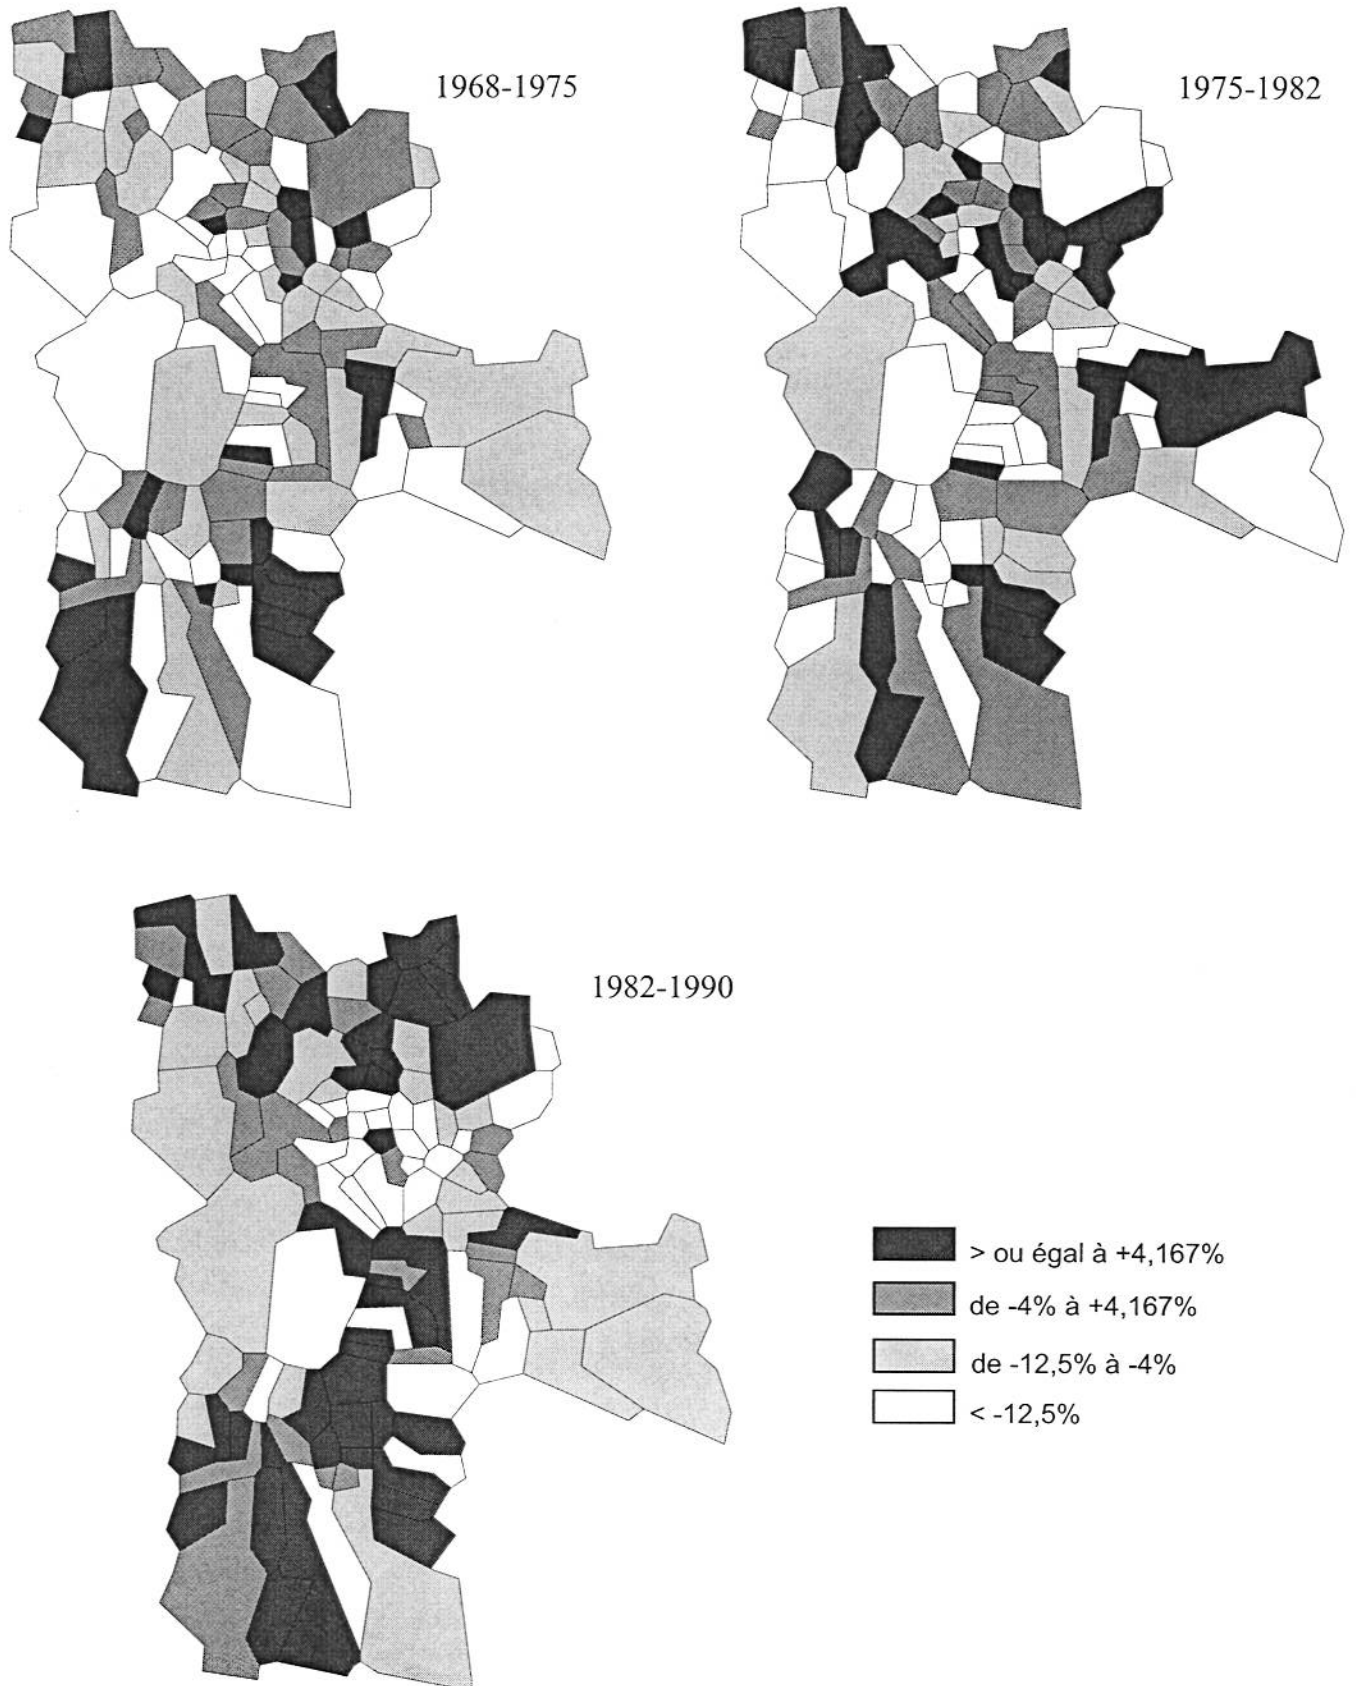 1968-1975
1975-1982
1982-1990
> ou égal à +4,167%
de -4% à +4,167%
de -12,5% à -4%
< -12,5%